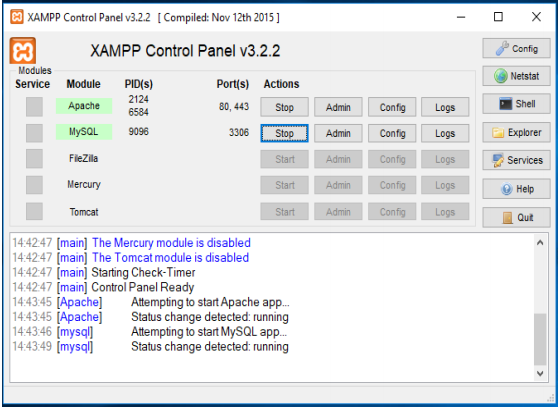 XAMPP Control Panel v3.2.2 [ Compiled: Nov 12th 2015 ]
XAMPP Control Panel v3.2.2
Config
Modules
Service Module PID(s) Port(s) Actions
Netstat
Apache 2124 6584 80, 443 Stop Admin Config Logs
Shell
MySQL 9096 3306 Stop Admin Config Logs
Explorer
FileZilla Start Admin Config Logs
Services
Mercury Start Admin Config Logs
Help
Tomcat Start Admin Config Logs
Quit
14:42:47 [main] The Mercury module is disabled
14:42:47 [main] The Tomcat module is disabled
14:42:47 [main] Starting Check-Timer
14:42:47 [main] Control Panel Ready
14:43:45 [Apache] Attempting to start Apache app...
14:43:45 [Apache] Status change detected: running
14:43:46 [mysql] Attempting to start MySQL app...
14:43:49 [mysql] Status change detected: running